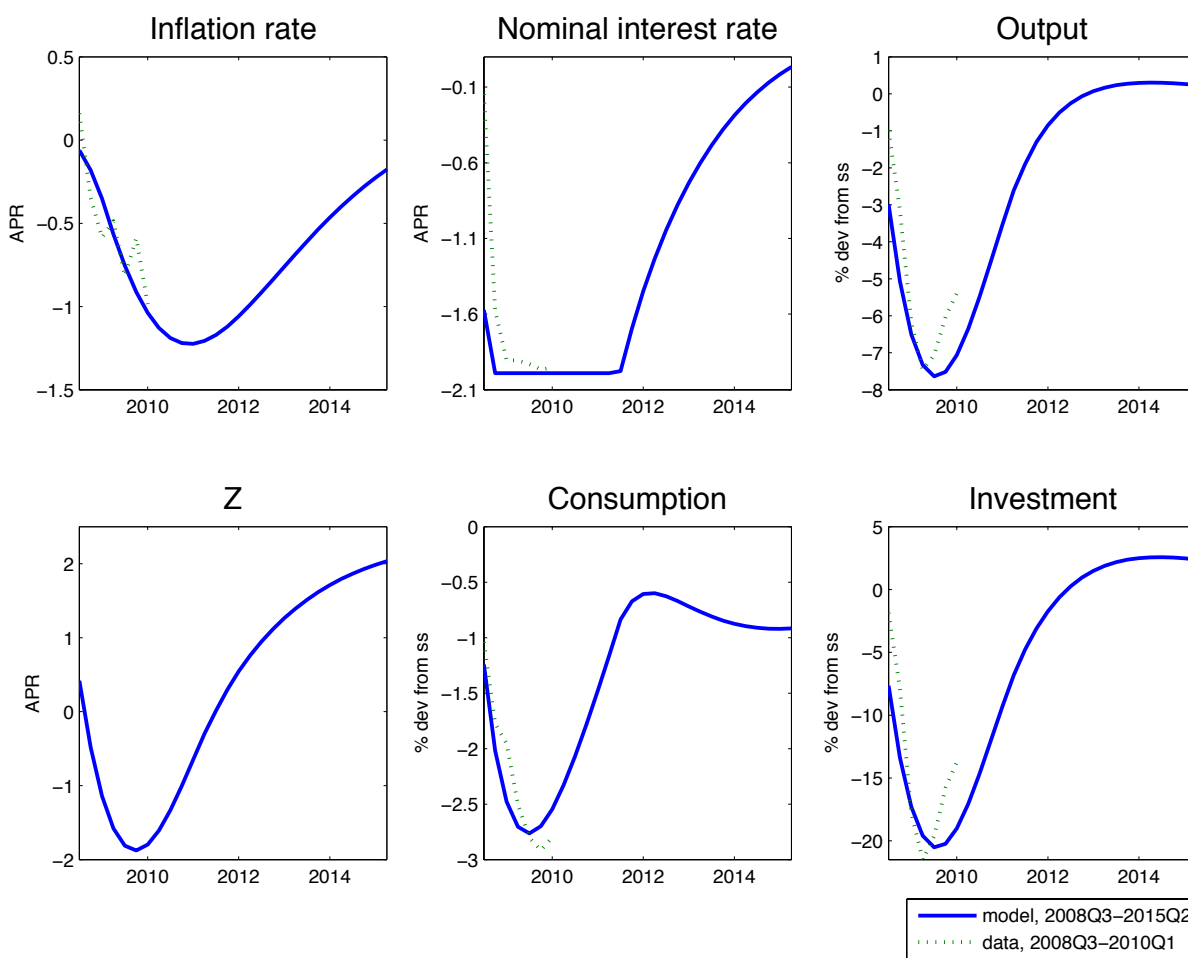 Inflation rate
0.5
0
−0.5
−1
−1.5
APR
2010 2012 2014
Nominal interest rate
−0.1
−0.6
−1.1
−1.6
−2.1
APR
2010 2012 2014
Output
1
0
−1
−2
−3
−4
−5
−6
−7
−8
% dev from ss
2010 2012 2014
Z
2
1
0
−1
−2
APR
2010 2012 2014
Consumption
0
−0.5
−1
−1.5
−2
−2.5
−3
% dev from ss
2010 2012 2014
Investment
5
0
−5
−10
−15
−20
% dev from ss
2010 2012 2014
model, 2008Q3−2015Q2
data, 2008Q3−2010Q1